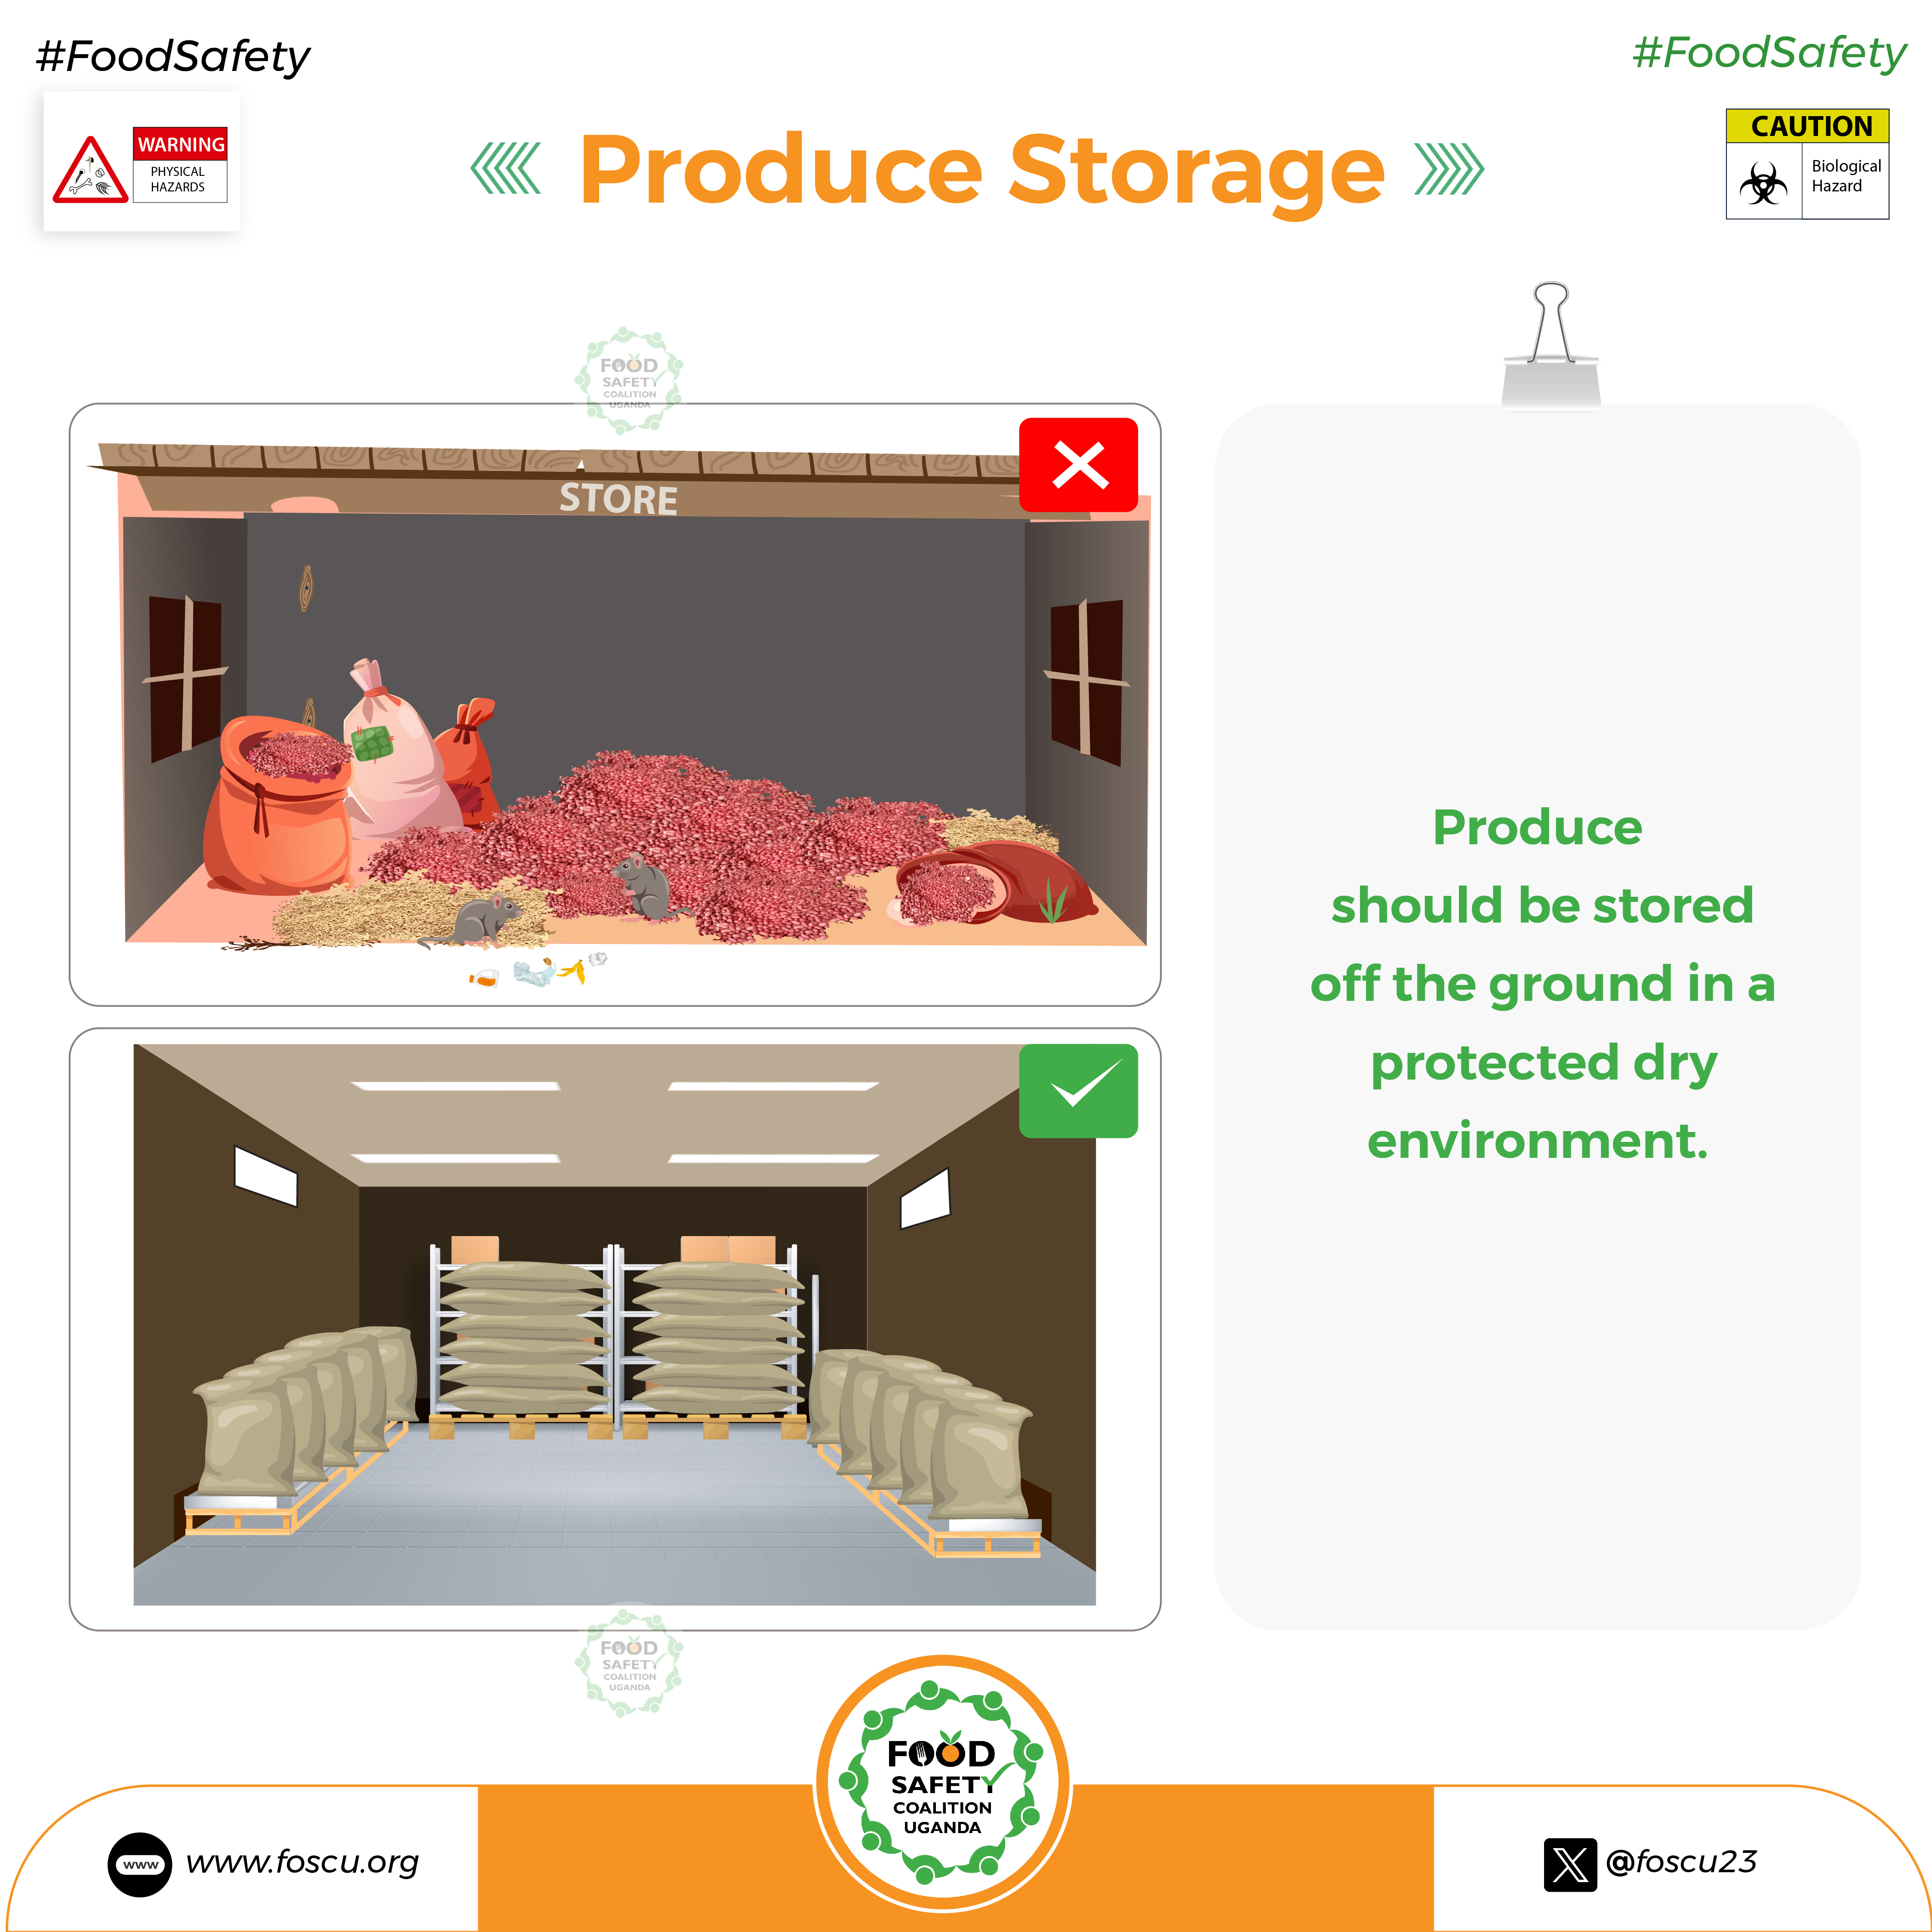 #FoodSafety
#FoodSafety
WARNING
PHYSICAL
HAZARDS
Produce Storage
CAUTION
Biological
Hazard
FOOD
SAFETY
COALITION
UGANDA
STORE
Produce
should be stored
off the ground in a
protected dry
environment.
FOOD
SAFETY
COALITION
UGANDA
FOOD
SAFETY
COALITION
UGANDA
www
www.foscu.org
@foscu23